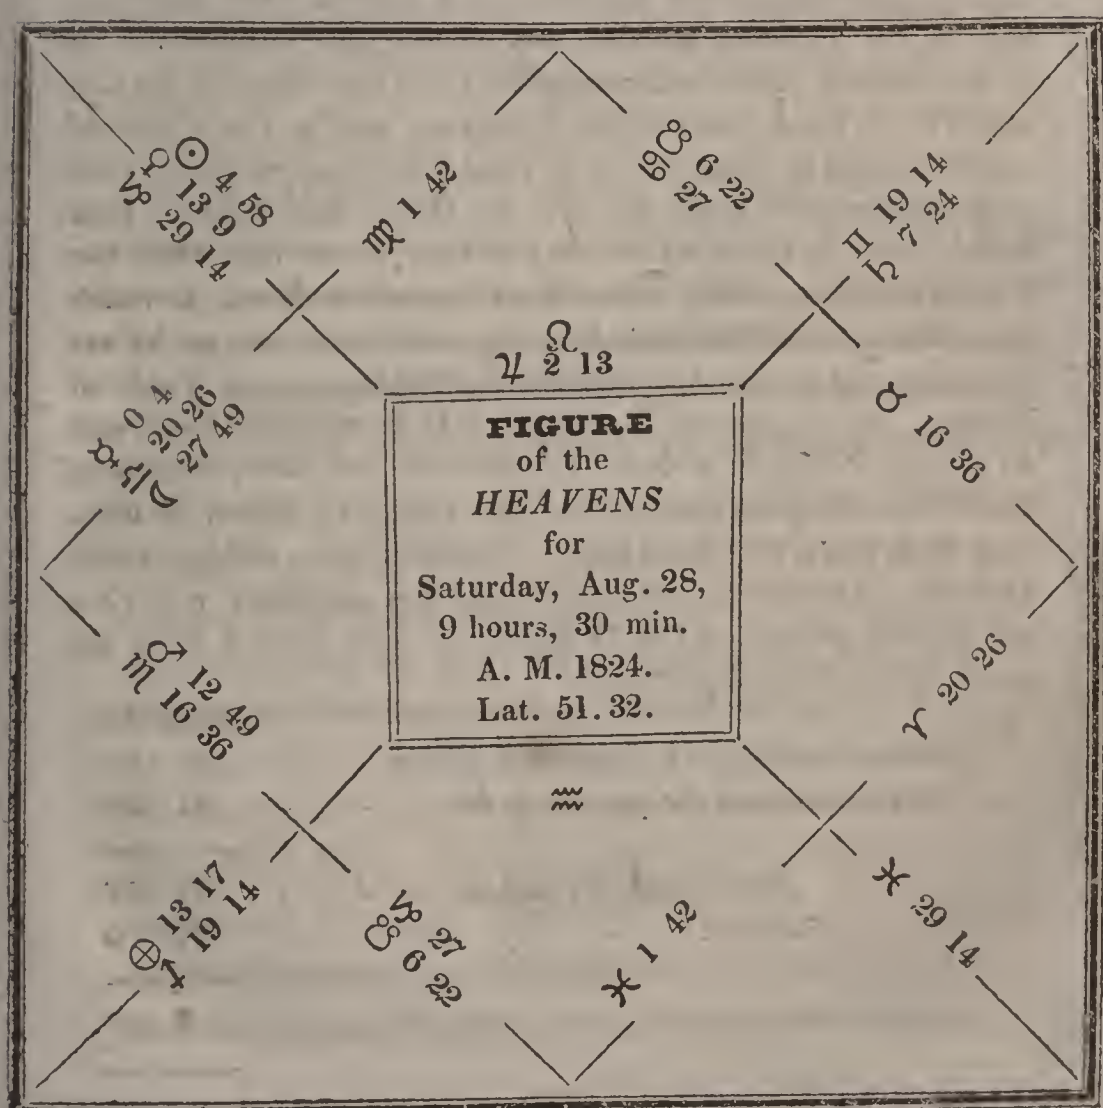 ☉ 4 58
♀ 13 9
♑ 29 14
♍ 1 42
☋ 6 22
♋ 27
♊ 19 14
♄ 7 24
♌
♃ 2 13
☿ 0 4
20 26
☽ 27 49
♉ 16 36
FIGURE
of the
HEAVENS
for
Saturday, Aug. 28,
9 hours, 30 min.
A. M. 1824.
Lat. 51.32.
♂ 12 49
♏ 16 36
♈ 20 26
♒
⊗ 13 17
♐ 19 14
♑ 27
☋ 6 22
♓ 1 42
♓ 29 14